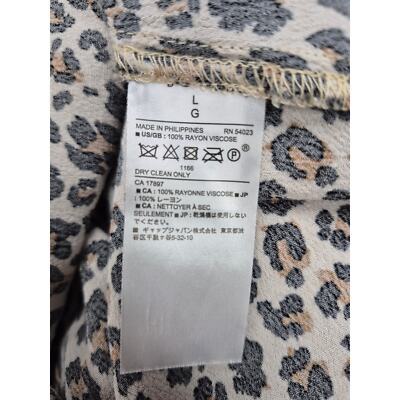 L
G
MADE IN PHILIPPINES RN 54023
■ US/GB: 100% RAYON VISCOSE
1166
DRY CLEAN ONLY
CA 17897
■ CA : 100% RAYONNE VISCOSE ■ JP
: 100% レーヨン
■ CA : NETTOYER À SEC
SEULEMENT ■ JP: 乾燥機は使用しない
でください。
■ ギャップジャパン株式会社 東京都渋
谷区千駄ヶ谷5-32-10